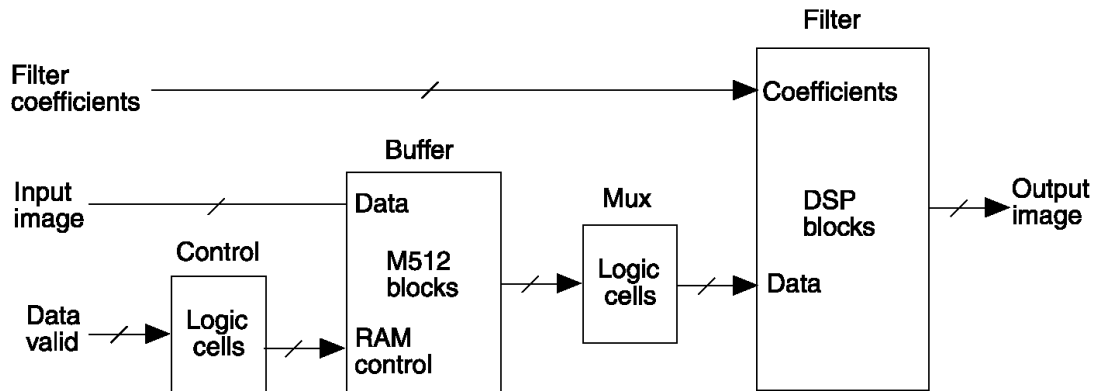 Filter
Filter
coefficients
Coefficients
Buffer
Input
image
Data
Mux
DSP
blocks
Output
image
Control
M512
blocks
Logic
cells
Data
Data
valid
Logic
cells
RAM
control